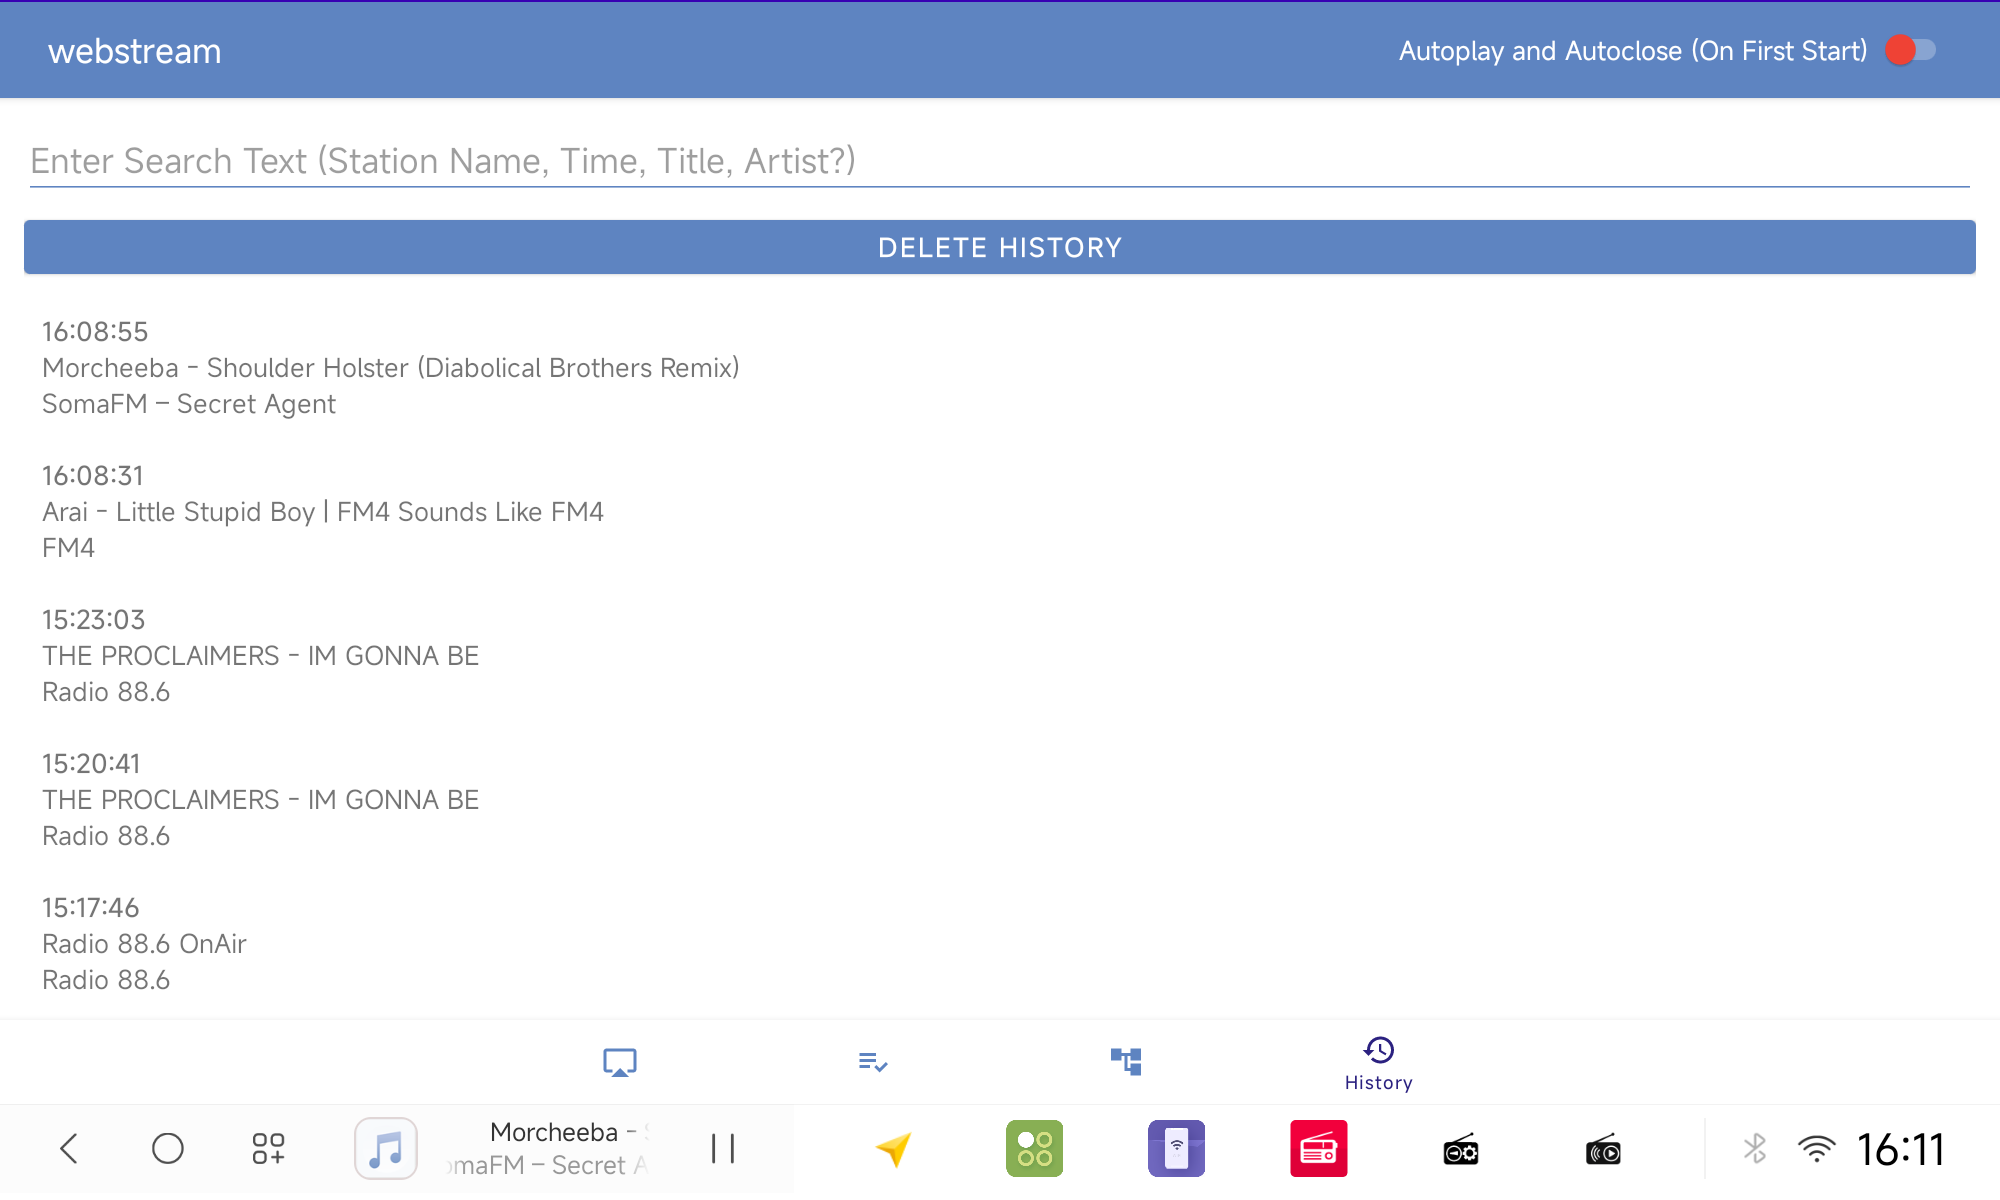 webstream
Autoplay and Autoclose (On First Start)
Enter Search Text (Station Name, Time, Title, Artist?)
DELETE HISTORY
16:08:55
Morcheeba - Shoulder Holster (Diabolical Brothers Remix)
SomaFM – Secret Agent
16:08:31
Arai - Little Stupid Boy | FM4 Sounds Like FM4
FM4
15:23:03
THE PROCLAIMERS - IM GONNA BE
Radio 88.6
15:20:41
THE PROCLAIMERS - IM GONNA BE
Radio 88.6
15:17:46
Radio 88.6 OnAir
Radio 88.6
History
Morcheeba -
omaFM – Secret A
16:11